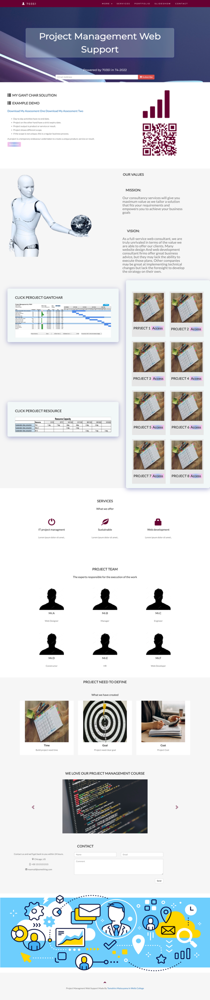 70351
MORE SERVICES PORTFOLIO SLIDESHOW CONTACT
Project Management Web
Support
Powered by 70351 in T4-2022
Email Address
Subscribe
MY GANT CHAR SOLUTION
EXAMPLE DEMO
Download My Assessment One Download My Assessment Two
Day to day activities have no end date.
Project on the other hand have a strict expiry date.
Project output is product or service or result.
Project shown different scope.
If the scope is not unique, this is a regular business process.
A project is a temporary endeavour undertaken to create a unique product, service or result.
OUR VALUES
MISSION:
Our consultancy services will give you
maximum value as we tailor a solution
that fits your requirements and
empowers you to achieve your business
goals
VISION:
As a full-service web consultant, we are
truly unrivaled in terms of the value we
are able to offer our clients. Many
website design And web development
consultant firms offer great business
advice, but they may lack the ability to
execute those plans. Other companies
may be great at implementing technical
changes but lack the foresight to develop
the strategy on their own.
CLICK PEROJECT GANTCHAR
CLICK PEROJECT RESOURCE
Resource Capacity
Resource
PRPJECT 1 Access
PROJECT 2 Access
PROJECT 3 Access
PROJECT 4 Access
PROJECT 5 Access
PROJECT 6 Access
PROJECT 7 Access
PROJECT 8 Access
SERVICES
What we offer
IT project managment
Lorem ipsum dolor sit amet..
Sustainable
Lorem ipsum dolor sit amet..
Web development
Lorem ipsum dolor sit amet..
PROJECT TEAM
The experts responsible for the execution of the work
Mr.A
Web Designer
Mr.B
Manager
Mr.C
Engineer
Mr.D
Constructor
Mr.E
HR
Mr.F
Web Developer
PROJECT NEED TO DEFINE
What we have created
Time
Build project need time
Goal
Project need clear goal
Cost
Project Cost
WE LOVE OUR PROJECT MANAGEMENT COURSE
CONTACT
Contact us and we'll get back to you within 24 hours.
Chicago, US
+00 1515151515
myemail@something.com
Name
Email
Comment
Send
Project Managment Web Support Made By Tomohiro Matsuyama In Wells College